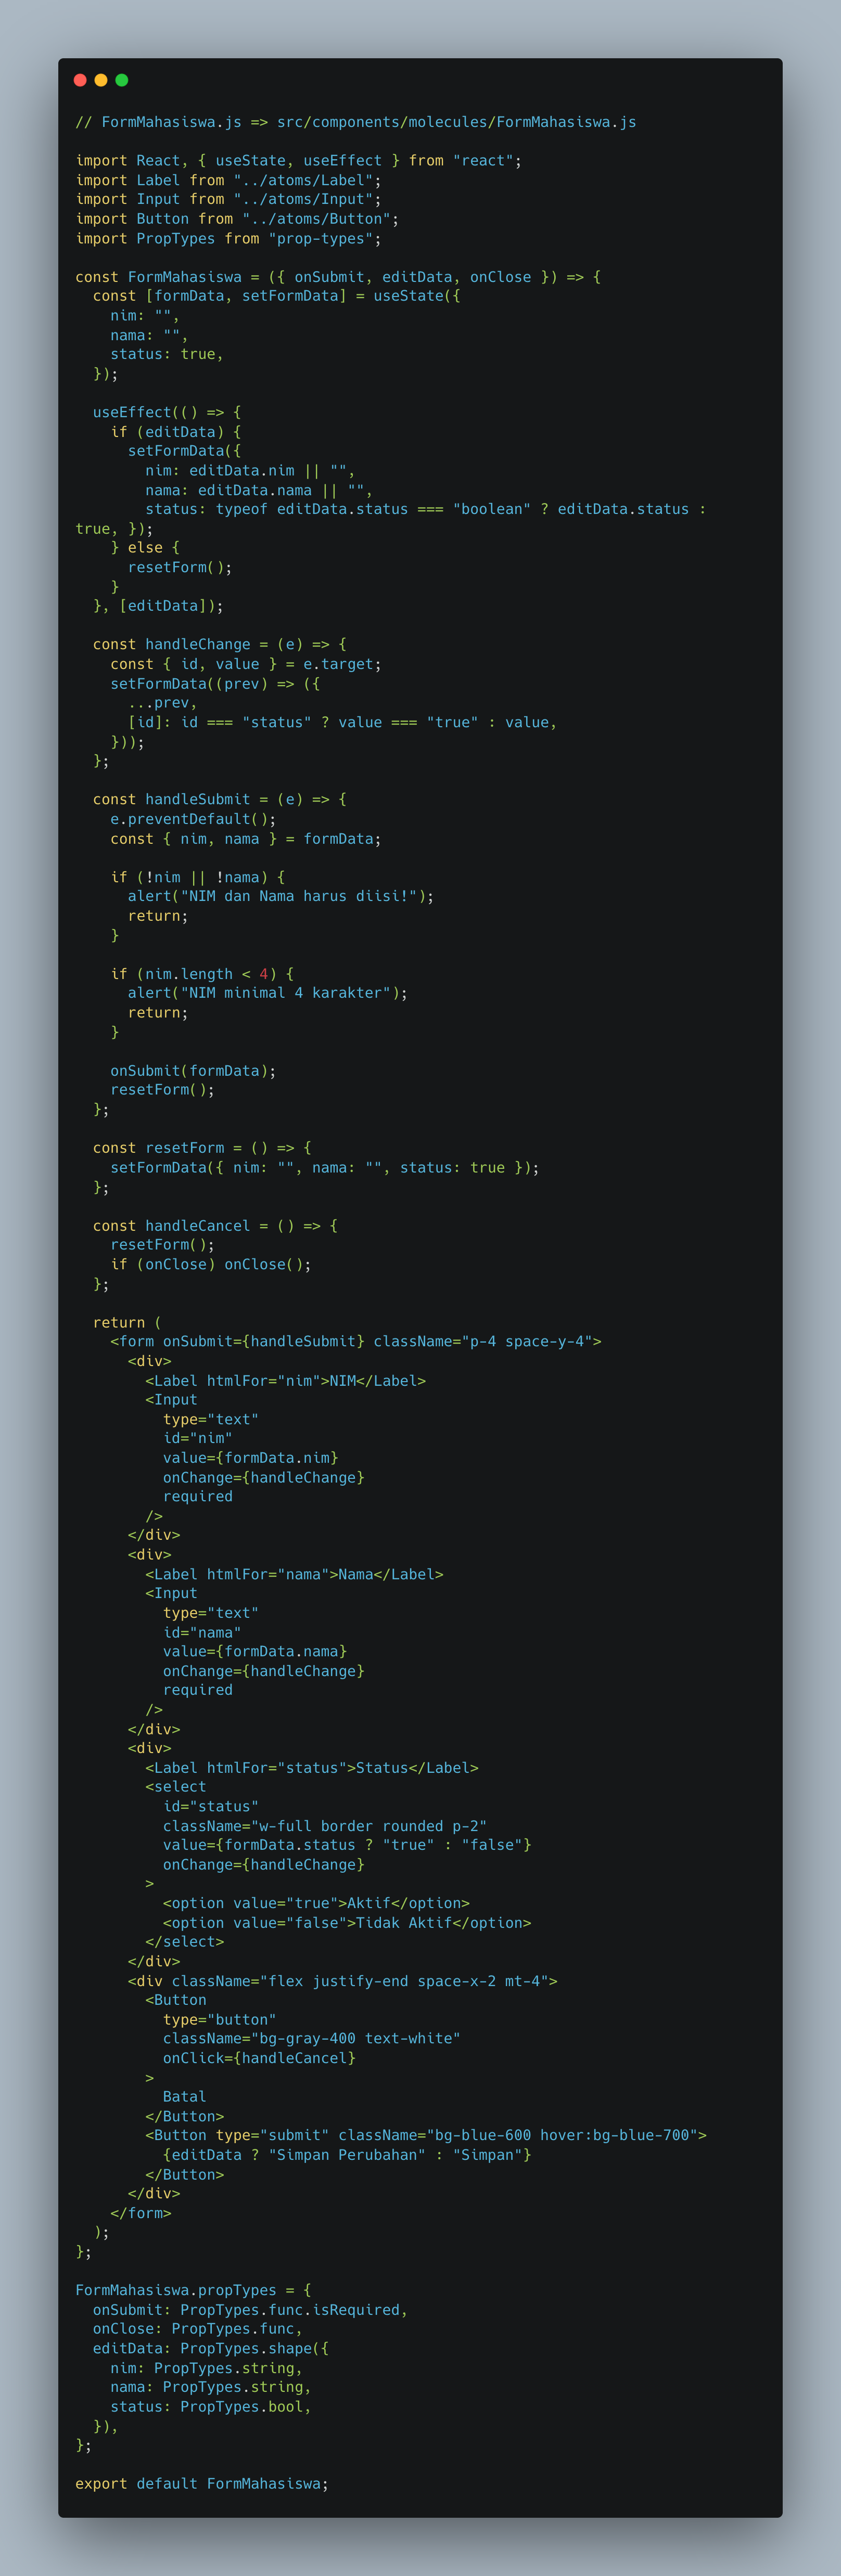 // FormMahasiswa.js => src/components/molecules/FormMahasiswa.js

import React, { useState, useEffect } from "react";
import Label from "../atoms/Label";
import Input from "../atoms/Input";
import Button from "../atoms/Button";
import PropTypes from "prop-types";

const FormMahasiswa = ({ onSubmit, editData, onClose }) => {
  const [formData, setFormData] = useState({
    nim: "",
    nama: "",
    status: true,
  });

  useEffect(() => {
    if (editData) {
      setFormData({
        nim: editData.nim || "",
        nama: editData.nama || "",
        status: typeof editData.status === "boolean" ? editData.status :
true, });
    } else {
      resetForm();
    }
  }, [editData]);

  const handleChange = (e) => {
    const { id, value } = e.target;
    setFormData((prev) => ({
      ...prev,
      [id]: id === "status" ? value === "true" : value,
    }));
  };

  const handleSubmit = (e) => {
    e.preventDefault();
    const { nim, nama } = formData;

    if (!nim || !nama) {
      alert("NIM dan Nama harus diisi!");
      return;
    }

    if (nim.length < 4) {
      alert("NIM minimal 4 karakter");
      return;
    }

    onSubmit(formData);
    resetForm();
  };

  const resetForm = () => {
    setFormData({ nim: "", nama: "", status: true });
  };

  const handleCancel = () => {
    resetForm();
    if (onClose) onClose();
  };

  return (
    <form onSubmit={handleSubmit} className="p-4 space-y-4">
      <div>
        <Label htmlFor="nim">NIM</Label>
        <Input
          type="text"
          id="nim"
          value={formData.nim}
          onChange={handleChange}
          required
        />
      </div>
      <div>
        <Label htmlFor="nama">Nama</Label>
        <Input
          type="text"
          id="nama"
          value={formData.nama}
          onChange={handleChange}
          required
        />
      </div>
      <div>
        <Label htmlFor="status">Status</Label>
        <select
          id="status"
          className="w-full border rounded p-2"
          value={formData.status ? "true" : "false"}
          onChange={handleChange}
        >
          <option value="true">Aktif</option>
          <option value="false">Tidak Aktif</option>
        </select>
      </div>
      <div className="flex justify-end space-x-2 mt-4">
        <Button
          type="button"
          className="bg-gray-400 text-white"
          onClick={handleCancel}
        >
          Batal
        </Button>
        <Button type="submit" className="bg-blue-600 hover:bg-blue-700">
          {editData ? "Simpan Perubahan" : "Simpan"}
        </Button>
      </div>
    </form>
  );
};

FormMahasiswa.propTypes = {
  onSubmit: PropTypes.func.isRequired,
  onClose: PropTypes.func,
  editData: PropTypes.shape({
    nim: PropTypes.string,
    nama: PropTypes.string,
    status: PropTypes.bool,
  }),
};

export default FormMahasiswa;